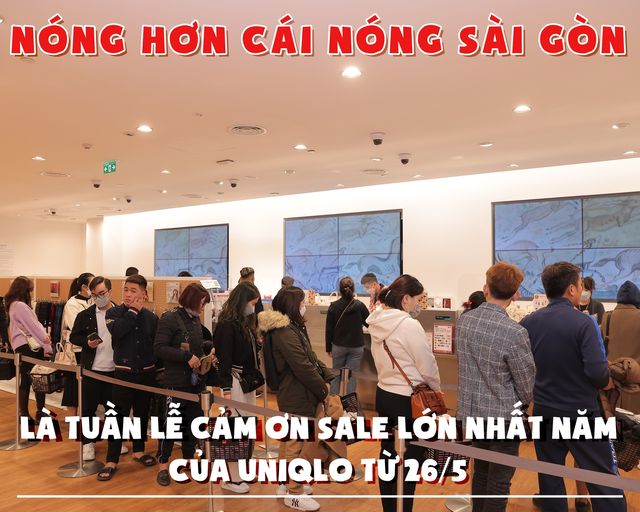 NÓNG HƠN CÁI NÓNG SÀI GÒN
LÀ TUẦN LỄ CẢM ƠN SALE LỚN NHẤT NĂM
CỦA UNIQLO TỪ 26/5